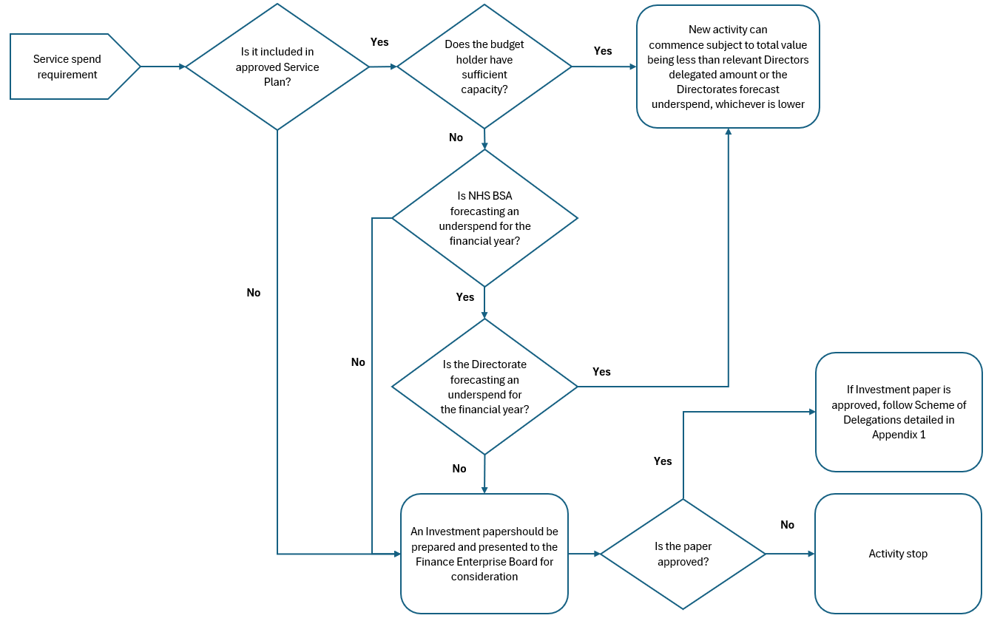 Service spend
requirement
Is it included in
approved Service
Plan?
Yes
Does the budget
holder have
sufficient
capacity?
Yes
New activity can
commence subject to total value
being less than relevant Directors
delegated amount or the
Directorates forecast
underspend, whichever is lower
No
Is NHS BSA
forecasting an
underspend for the
financial year?
No
Yes
No
Is the Directorate
forecasting an
underspend for
the financial year?
Yes
No
An Investment papershould be
prepared and presented to the
Finance Enterprise Board for
consideration
Is the paper
approved?
Yes
If Investment paper is
approved, follow Scheme of
Delegations detailed in
Appendix 1
No
Activity stop